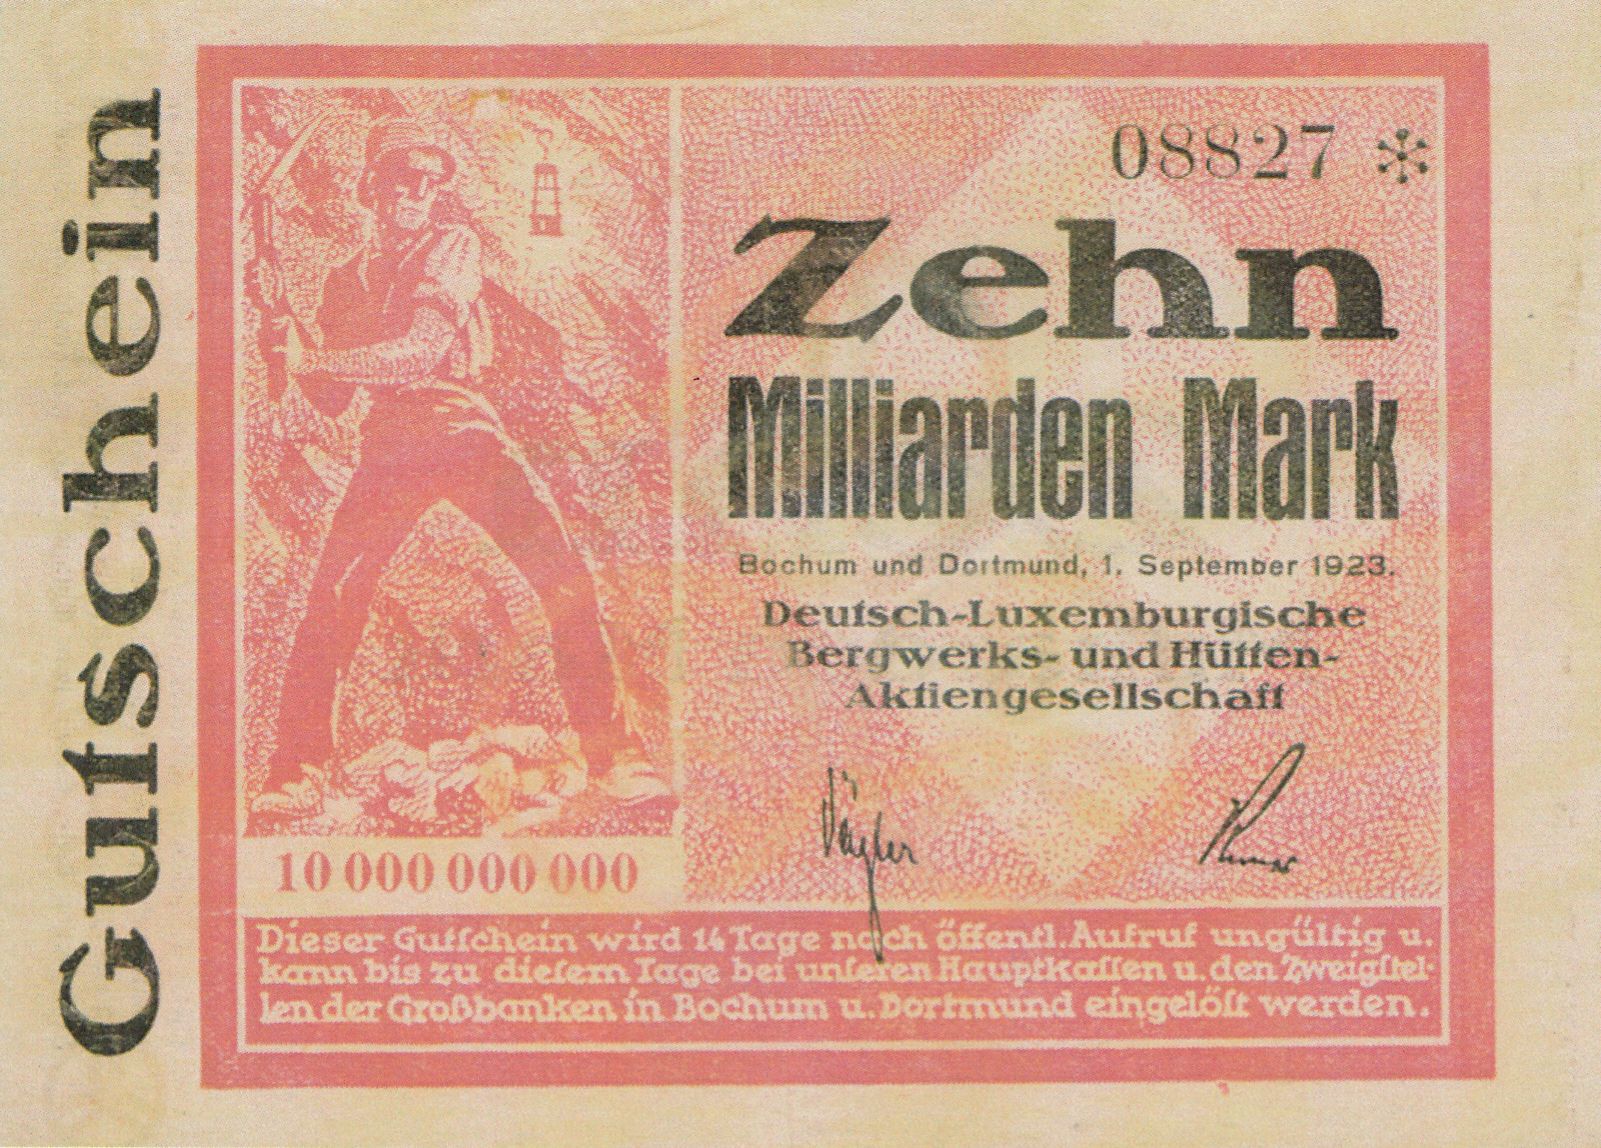 Gutschein
08827 *
Zehn
Milliarden Mark
Bochum und Dortmund, 1. September 1923.
Deutsch-Luxemburgische
Bergwerks- und Hütten-
Aktiengesellschaft
Vögler
10 000 000 000
Dieser Gutſchein wird 14 Tage nach öffentl. Aufruf ungültig u.
kann bis zu dieſem Tage bei unſeren Hauptkaſſen u. den Zweigſtel-
len der Großbanken in Bochum u. Dortmund eingelöſt werden.